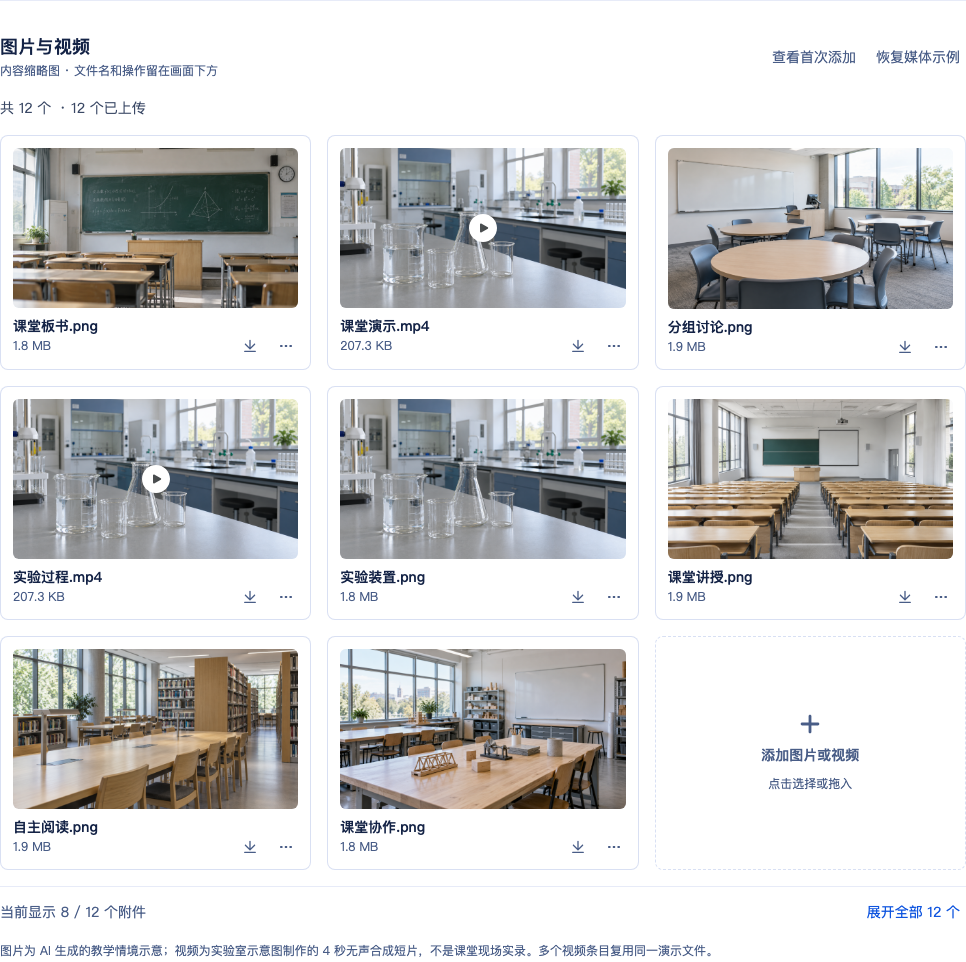 图片与视频
查看首次添加 恢复媒体示例
内容缩略图 · 文件名和操作留在画面下方
共 12 个 · 12 个已上传
课堂板书.png
1.8 MB
课堂演示.mp4
207.3 KB
分组讨论.png
1.9 MB
实验过程.mp4
207.3 KB
实验装置.png
1.8 MB
课堂讲授.png
1.9 MB
自主阅读.png
1.9 MB
课堂协作.png
1.8 MB
添加图片或视频
点击选择或拖入
当前显示 8 / 12 个附件
展开全部 12 个
图片为 AI 生成的教学情境示意；视频为实验室示意图制作的 4 秒无声合成短片，不是课堂现场实录。多个视频条目复用同一演示文件。